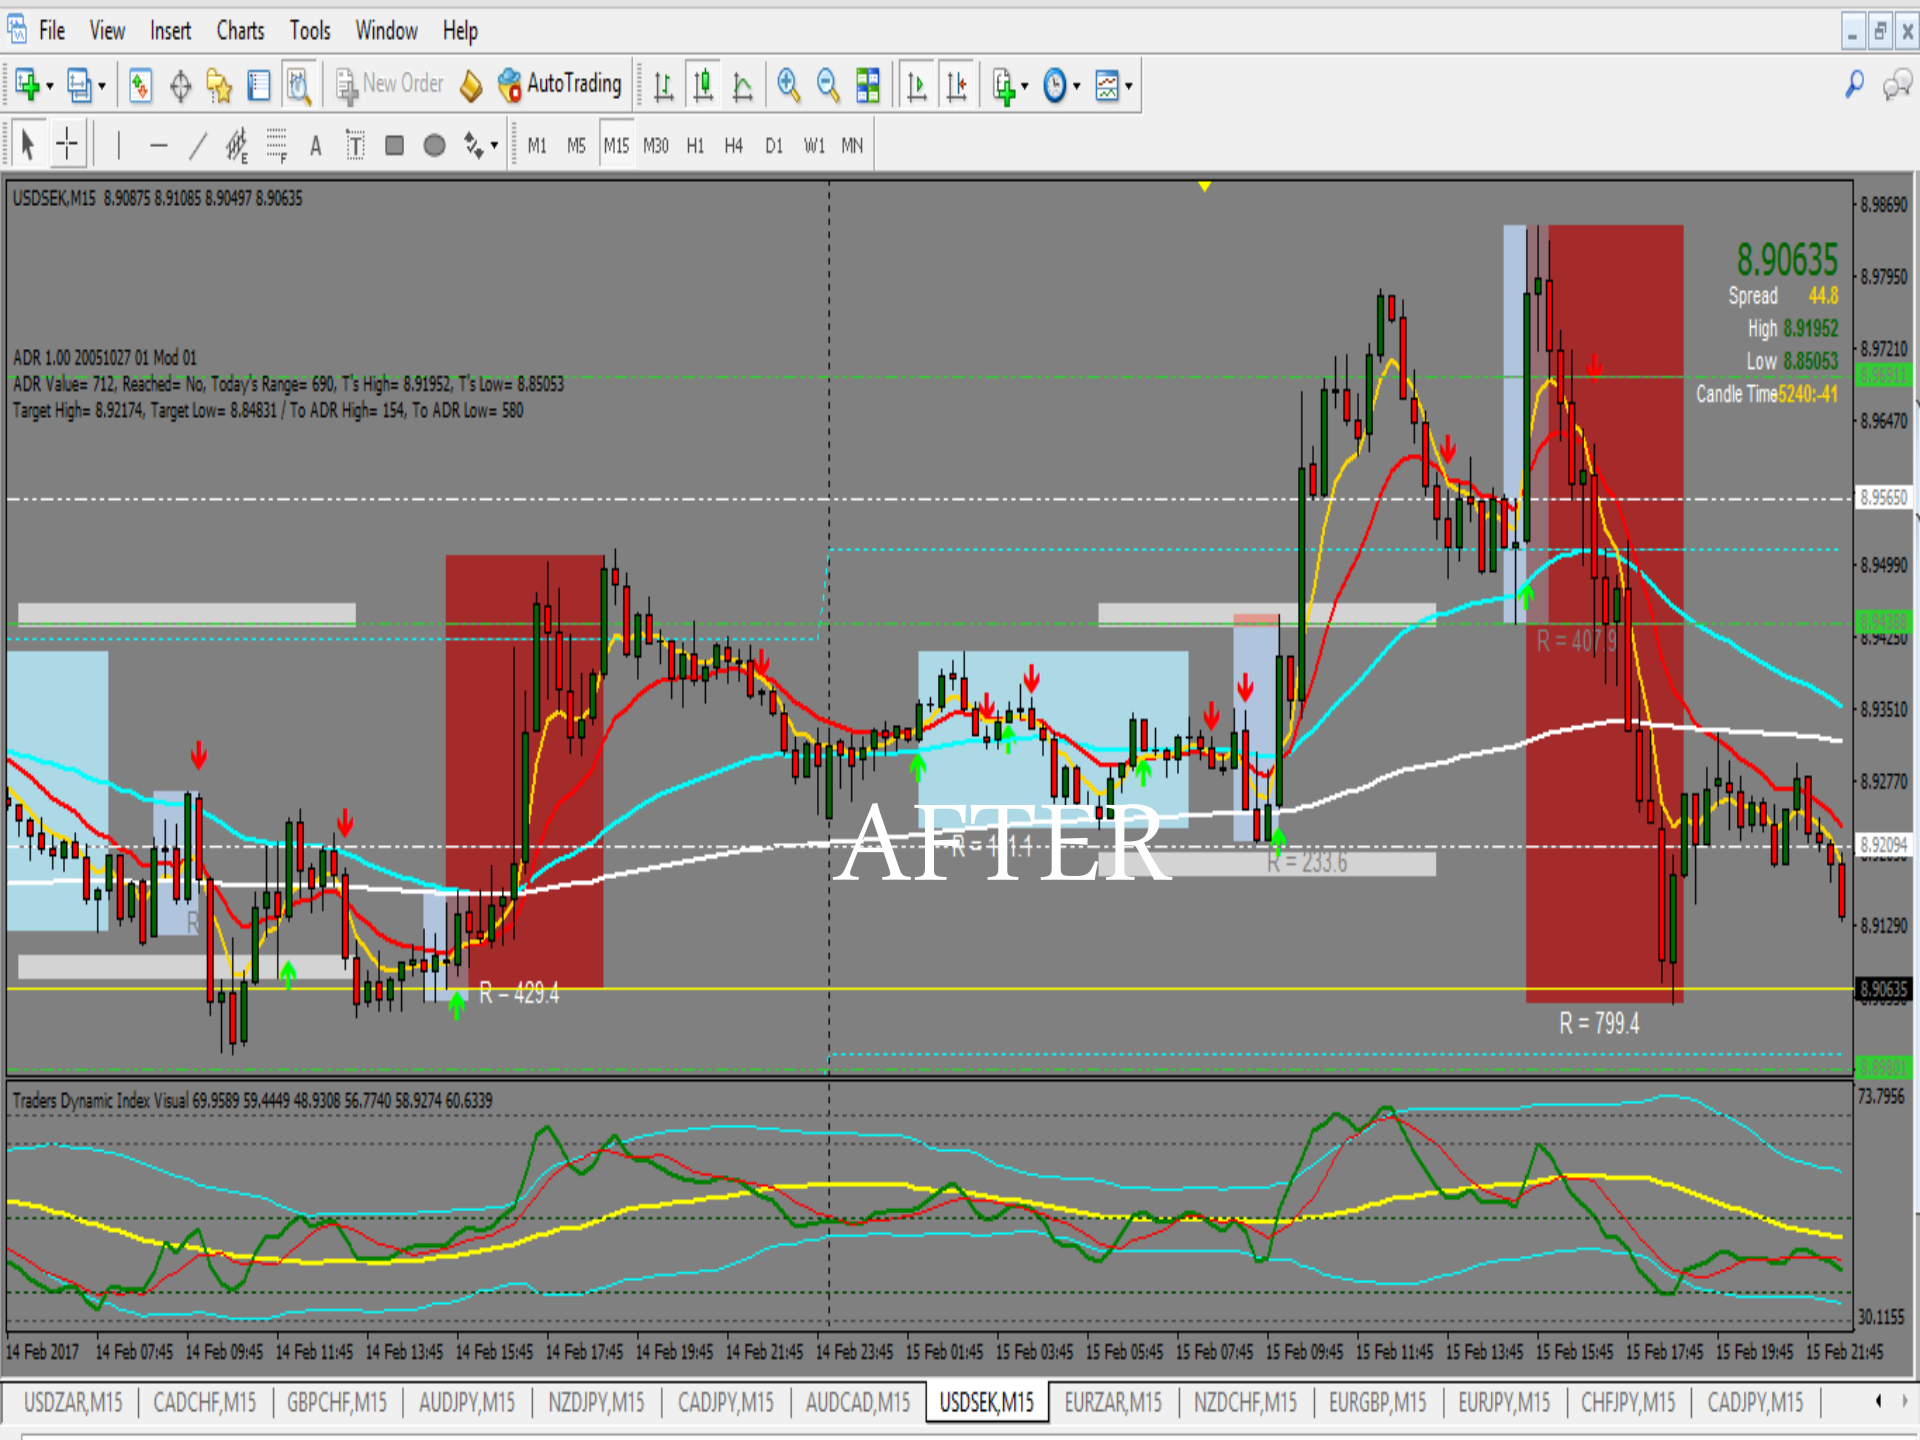 File View Insert Charts Tools Window Help
New Order AutoTrading
E F A T M1 M5 M15 M30 H1 H4 D1 W1 MN
USDSEK,M15 8.90875 8.91085 8.90497 8.90635
8.98690
8.90635
8.97950
Spread 44.8
High 8.91952
8.97210
ADR 1.00 20051027 01 Mod 01
Low 8.85053
ADR Value= 712, Reached= No, Today's Range= 690, T's High= 8.91952, T's Low= 8.85053
Candle Time5240:-41
Target High= 8.92174, Target Low= 8.84831 / To ADR High= 154, To ADR Low= 580
8.96470
8.95650
8.94990
8.94250
R = 407.9
8.93510
8.92770
AFTER
8.92094
R = 233.6
R
8.91290
8.90635
R = 429.4
R = 799.4
Traders Dynamic Index Visual 69.9589 59.4449 48.9308 56.7740 58.9274 60.6339
73.7956
30.1155
14 Feb 2017 14 Feb 07:45 14 Feb 09:45 14 Feb 11:45 14 Feb 13:45 14 Feb 15:45 14 Feb 17:45 14 Feb 19:45 14 Feb 21:45 14 Feb 23:45 15 Feb 01:45 15 Feb 03:45 15 Feb 05:45 15 Feb 07:45 15 Feb 09:45 15 Feb 11:45 15 Feb 13:45 15 Feb 15:45 15 Feb 17:45 15 Feb 19:45 15 Feb 21:45
USDZAR,M15 CADCHF,M15 GBPCHF,M15 AUDJPY,M15 NZDJPY,M15 CADJPY,M15 AUDCAD,M15 USDSEK,M15 EURZAR,M15 NZDCHF,M15 EURGBP,M15 EURJPY,M15 CHFJPY,M15 CADJPY,M15